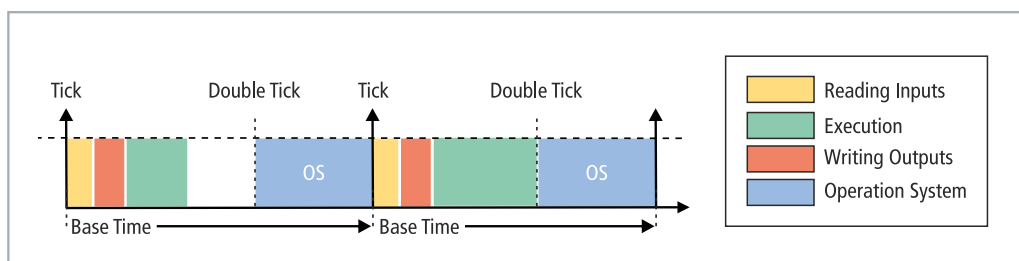 Tick
Double Tick
Tick
Double Tick
OS
OS
Base Time
Base Time
Reading Inputs
Execution
Writing Outputs
Operation System